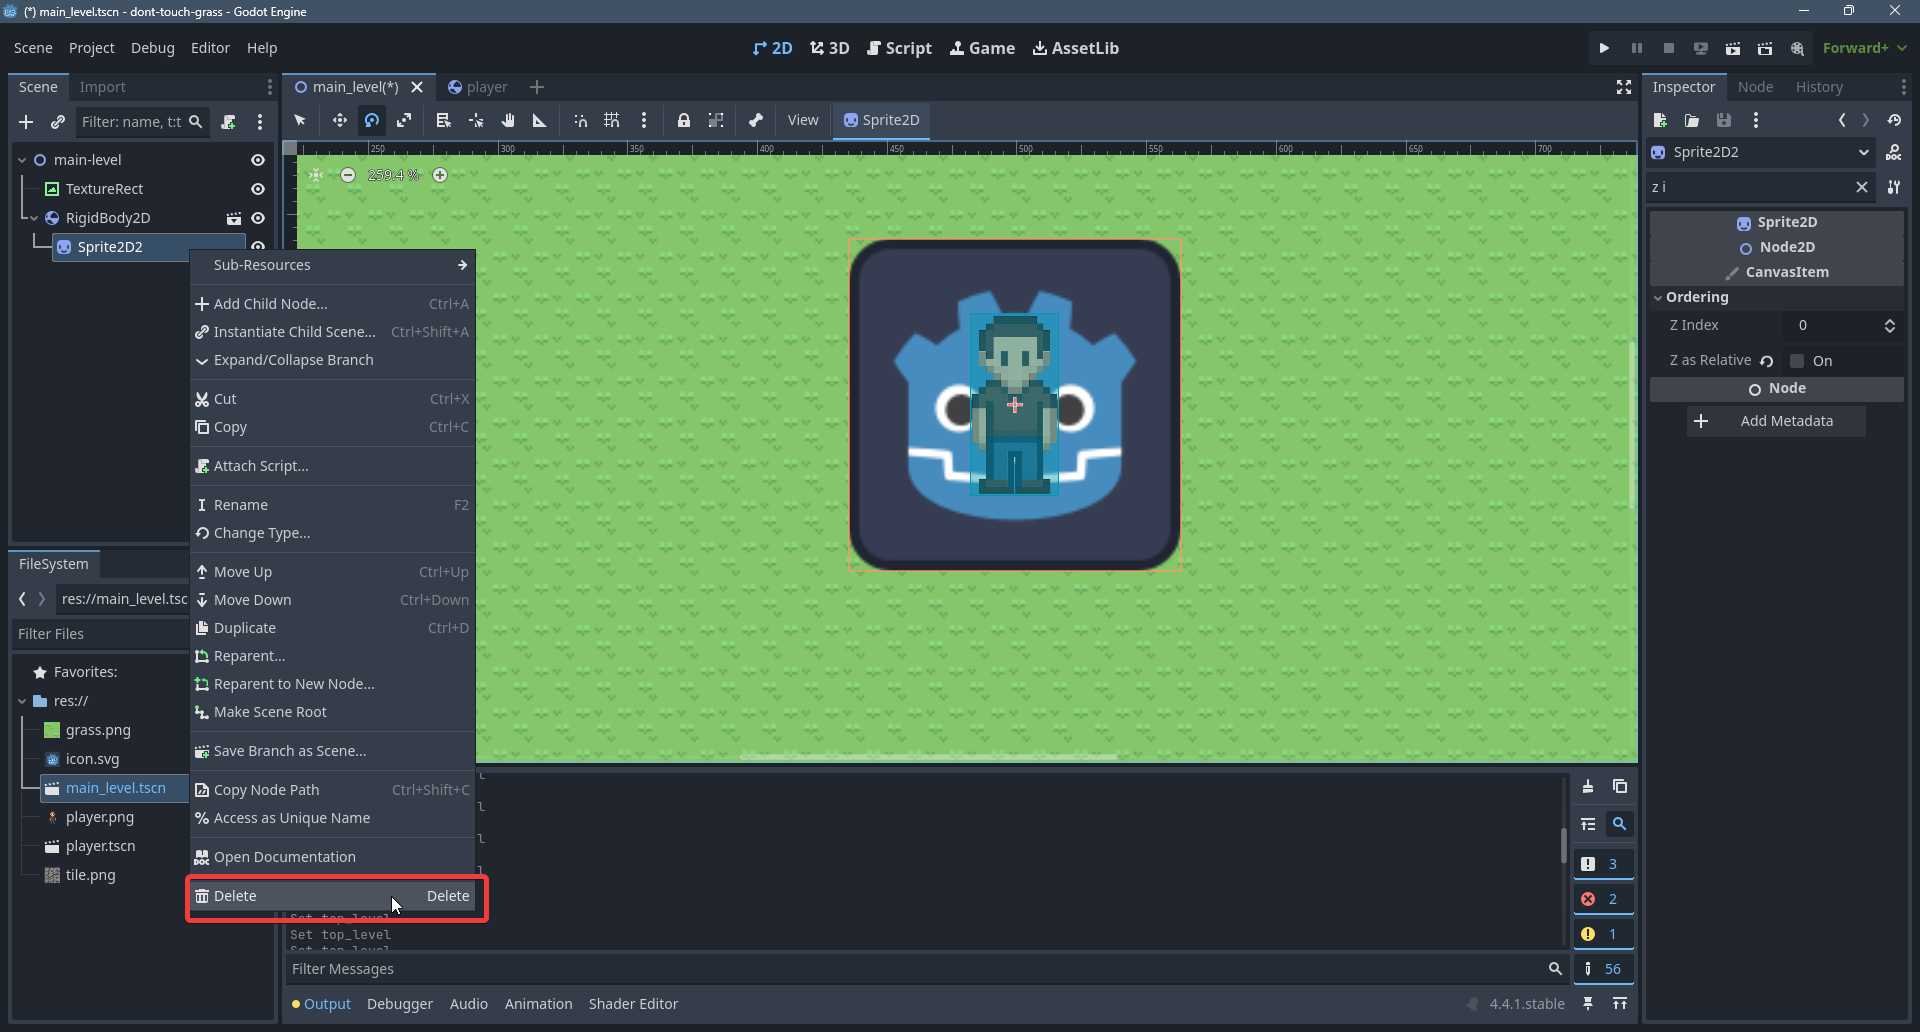 (*) main_level.tscn - dont-touch-grass - Godot Engine
Scene Project Debug Editor Help
2D 3D Script Game AssetLib
Forward+
Scene Import
main_level(*) player
Inspector Node History
Filter: name, t:t
View Sprite2D
250 300 350 400 450 500 550 600 650 700
259.4 %
main-level
TextureRect
RigidBody2D
Sprite2D2
Sub-Resources
Add Child Node... Ctrl+A
Instantiate Child Scene... Ctrl+Shift+A
Expand/Collapse Branch
Cut Ctrl+X
Copy Ctrl+C
Attach Script...
Rename F2
Change Type...
Move Up Ctrl+Up
Move Down Ctrl+Down
Duplicate Ctrl+D
Reparent...
Reparent to New Node...
Make Scene Root
Save Branch as Scene...
Copy Node Path Ctrl+Shift+C
Access as Unique Name
Open Documentation
Delete Delete
FileSystem
res://main_level.tsc
Filter Files
Favorites:
res://
grass.png
icon.svg
main_level.tscn
player.png
player.tscn
tile.png
Sprite2D2
z i
Sprite2D
Node2D
CanvasItem
Ordering
Z Index 0
Z as Relative On
Node
Add Metadata
l
l
l
l
Set top_level
Set top_level
Set top_level
3
2
1
56
Filter Messages
Output Debugger Audio Animation Shader Editor
4.4.1.stable